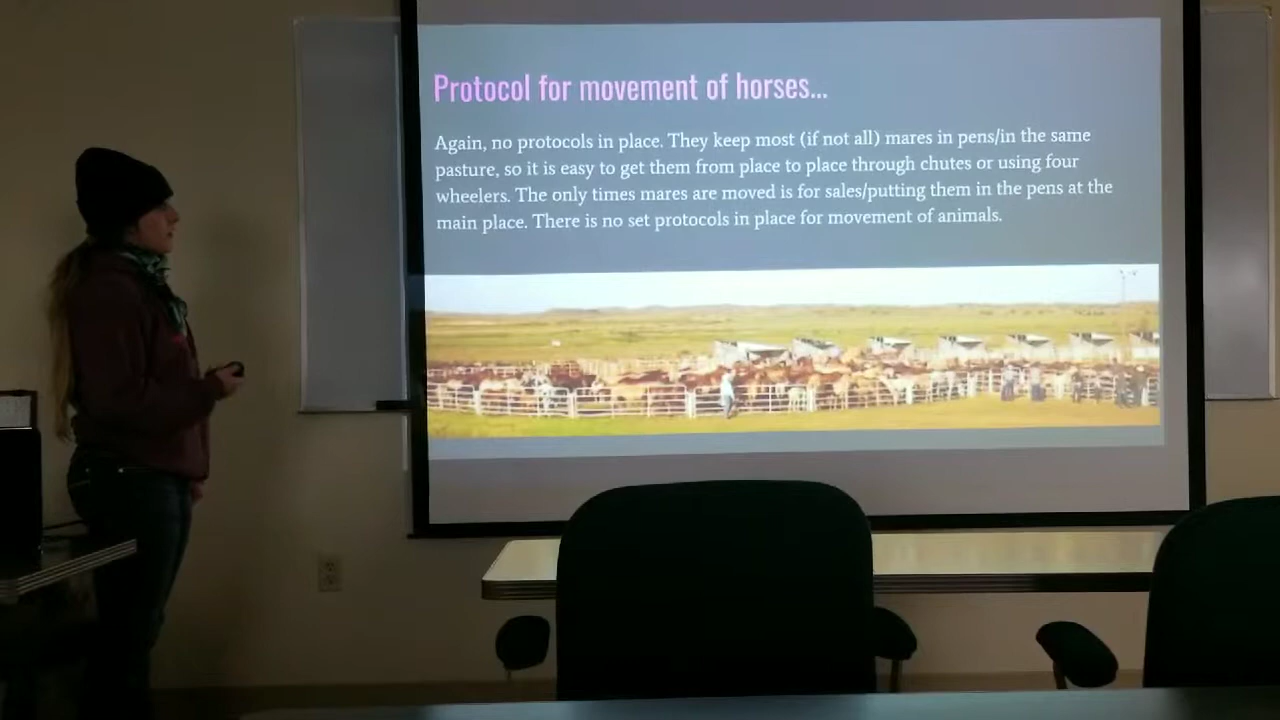 Protocol for movement of horses...
Again, no protocols in place. They keep most (if not all) mares in pens/in the same
pasture, so it is easy to get them from place to place through chutes or using four
wheelers. The only times mares are moved is for sales/putting them in the pens at the
main place. There is no set protocols in place for movement of animals.